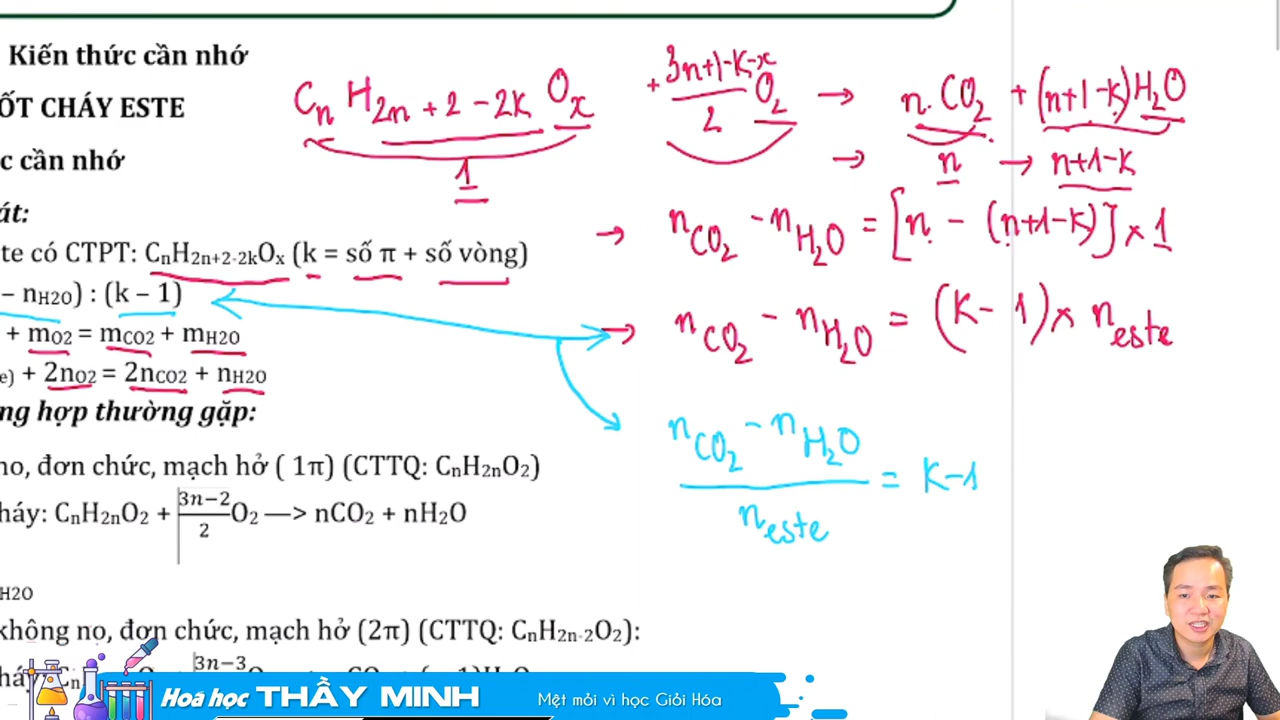 Kiến thức cần nhớ
ỐT CHÁY ESTE
c cần nhớ
át:
te có CTPT: CₙH₂ₙ₊₂₋₂ₖOₓ (k = số π + số vòng)
– nH2O) : (k – 1)
+ mO2 = mCO2 + mH2O
e) + 2nO2 = 2nCO2 + nH2O
ng hợp thường gặp:
no, đơn chức, mạch hở ( 1π) (CTTQ: CₙH₂ₙO₂)
háy: CₙH₂ₙO₂ + (3n−2)/2 O₂ —> nCO₂ + nH₂O
H2O
không no, đơn chức, mạch hở (2π) (CTTQ: CₙH₂ₙ₋₂O₂):
3n−3
CₙH₂ₙ₊₂₋₂ₖOₓ + (3n+1-k-x)/2 O₂ → n.CO₂ + (n+1-k)H₂O
1 → n → n+1-k
→ nCO₂ - nH₂O = [n - (n+1-k)] × 1
→ nCO₂ - nH₂O = (k-1) × neste
(nCO₂ - nH₂O)/neste = k-1
Hoá học THẦY MINH
Mệt mỏi vì học Giỏi Hóa